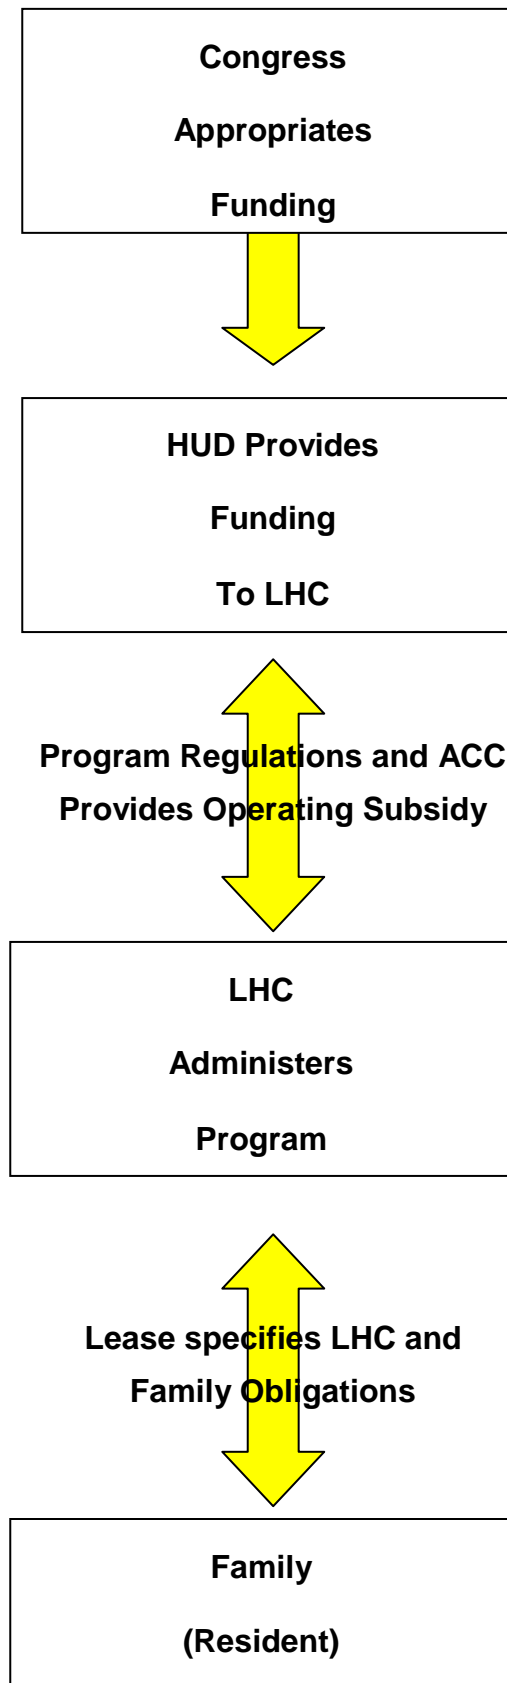 Congress
Appropriates
Funding
HUD Provides
Funding
To LHC
Program Regulations and ACC
Provides Operating Subsidy
LHC
Administers
Program
Lease specifies LHC and
Family Obligations
Family
(Resident)